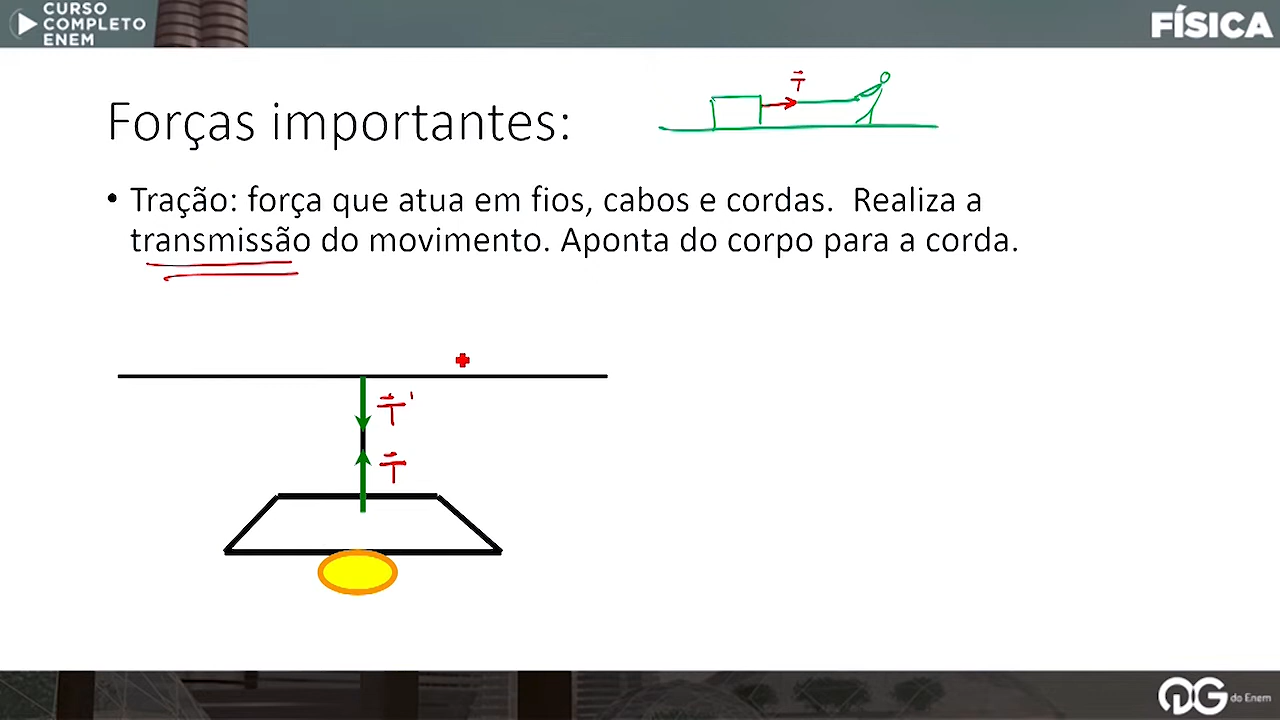 CURSO
COMPLETO
ENEM
FÍSICA
T
Forças importantes:
• Tração: força que atua em fios, cabos e cordas.  Realiza a
transmissão do movimento. Aponta do corpo para a corda.
T'
T
QG do Enem